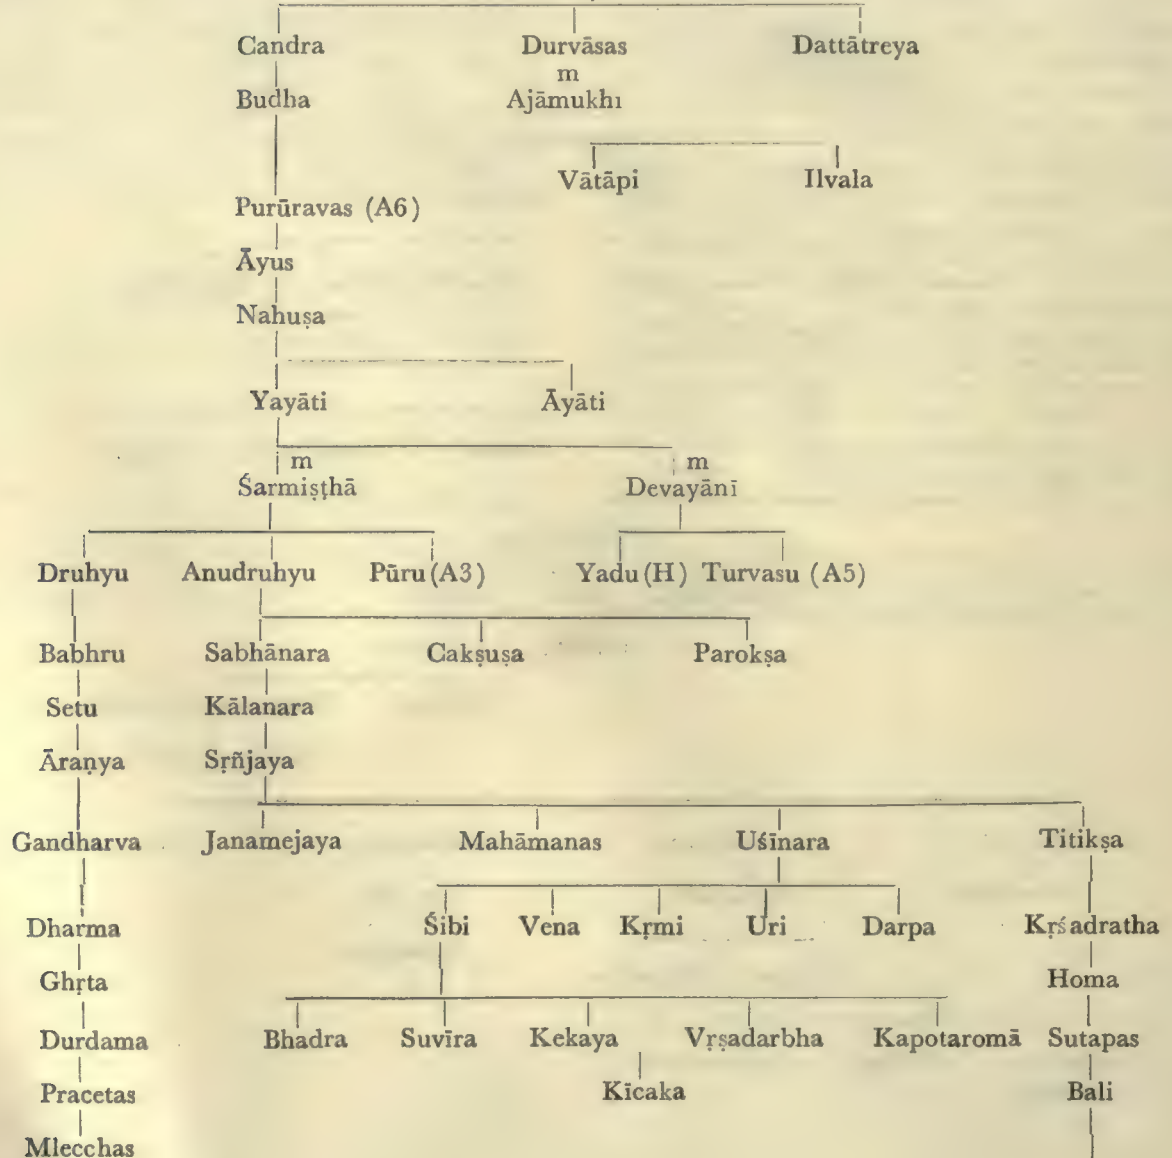 Candra Durvāsas Dattātreya
m
Budha Ajāmukhı
Vātāpi Ilvala
Purūravas (A6)
Āyus
Nahuṣa
Yayāti Āyāti
m m
Śarmiṣṭhā Devayānī
Druhyu Anudruhyu Pūru (A3) Yadu (H) Turvasu (A5)
Babhru Sabhānara Cakṣuṣa Parokṣa
Setu Kālanara
Āraṇya Sṛñjaya
Gandharva Janamejaya Mahāmanas Uśīnara Titikṣa
Dharma Śibi Vena Kṛmi Uri Darpa Kṛśadratha
Ghṛta Homa
Durdama Bhadra Suvīra Kekaya Vṛṣadarbha Kapotaromā Sutapas
Pracetas Kīcaka Bali
Mlecchas